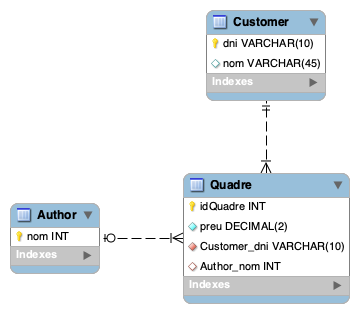 Customer
dni VARCHAR(10)
nom VARCHAR(45)
Indexes
Quadre
idQuadre INT
preu DECIMAL(2)
Customer_dni VARCHAR(10)
Author_nom INT
Indexes
Author
nom INT
Indexes